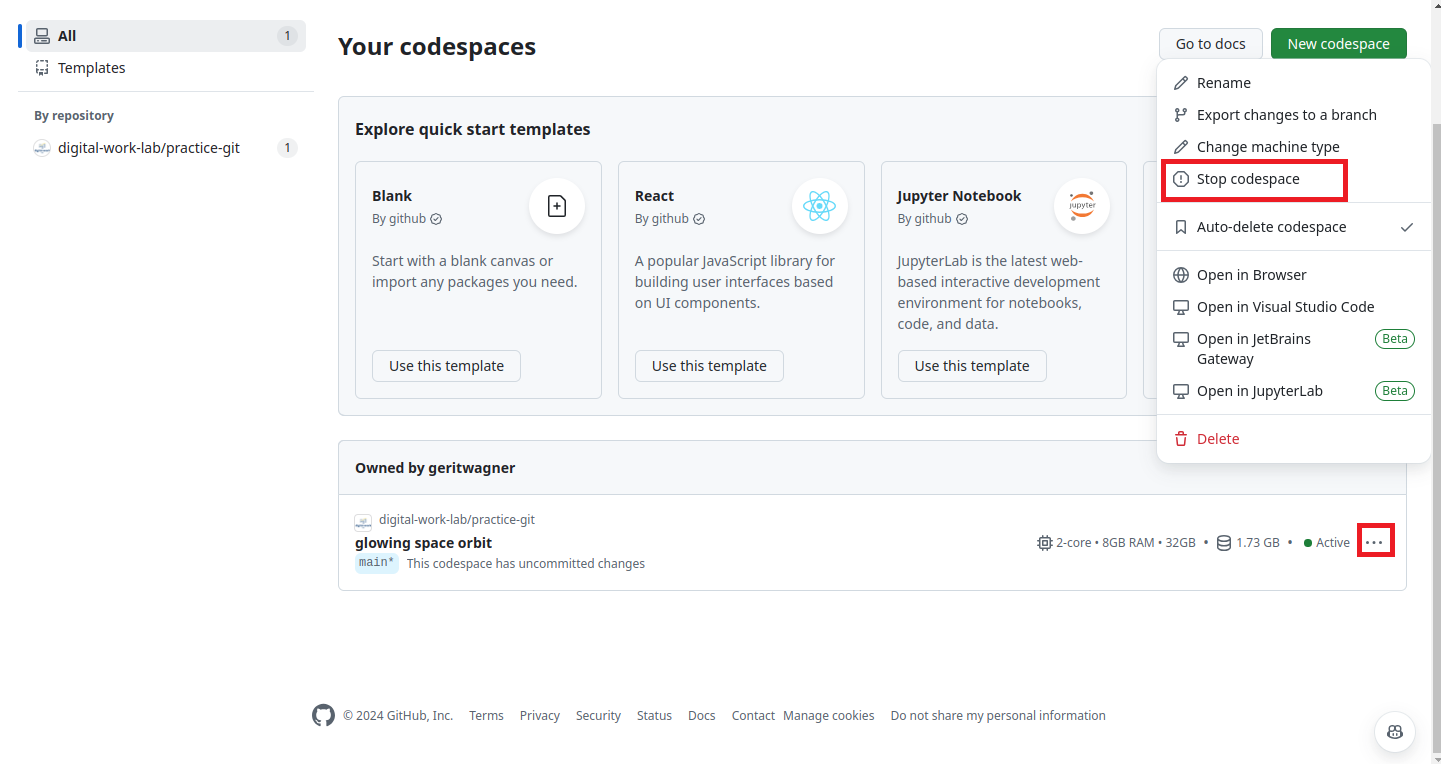 All
1
Templates
By repository
digital-work-lab/practice-git
1
Your codespaces
Go to docs
New codespace
Explore quick start templates
Blank
By github
Start with a blank canvas or
import any packages you need.
Use this template
React
By github
A popular JavaScript library for
building user interfaces based
on UI components.
Use this template
Jupyter Notebook
By github
jupyter
JupyterLab is the latest web-
based interactive development
environment for notebooks,
code, and data.
Use this template
Rename
Export changes to a branch
Change machine type
Stop codespace
Auto-delete codespace
Open in Browser
Open in Visual Studio Code
Open in JetBrains
Gateway
Beta
Open in JupyterLab
Beta
Delete
Owned by geritwagner
digital-work-lab/practice-git
glowing space orbit
main* This codespace has uncommitted changes
2-core • 8GB RAM • 32GB • 1.73 GB • Active ...
© 2024 GitHub, Inc. Terms Privacy Security Status Docs Contact Manage cookies Do not share my personal information